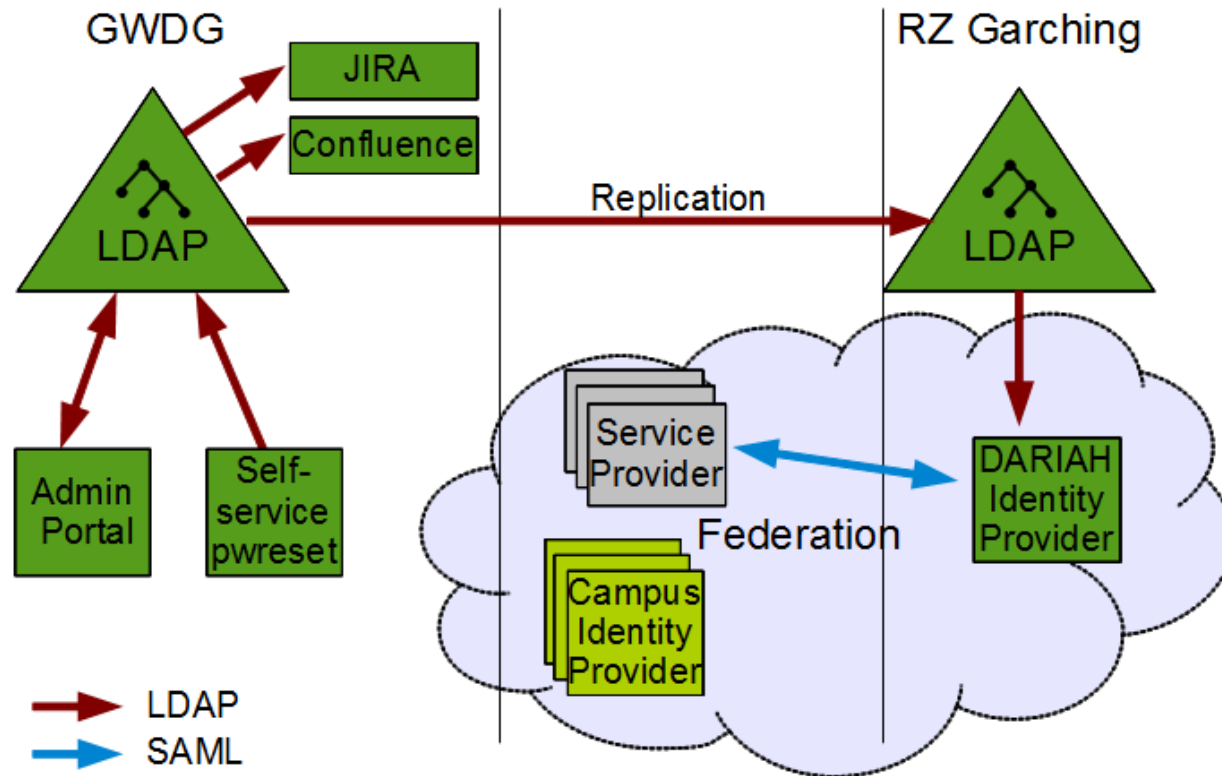 GWDG
RZ Garching
JIRA
Confluence
LDAP
Replication
LDAP
Admin
Portal
Self-
service
pwreset
Service
Provider
DARIAH
Identity
Provider
Federation
Campus
Identity
Provider
LDAP
SAML